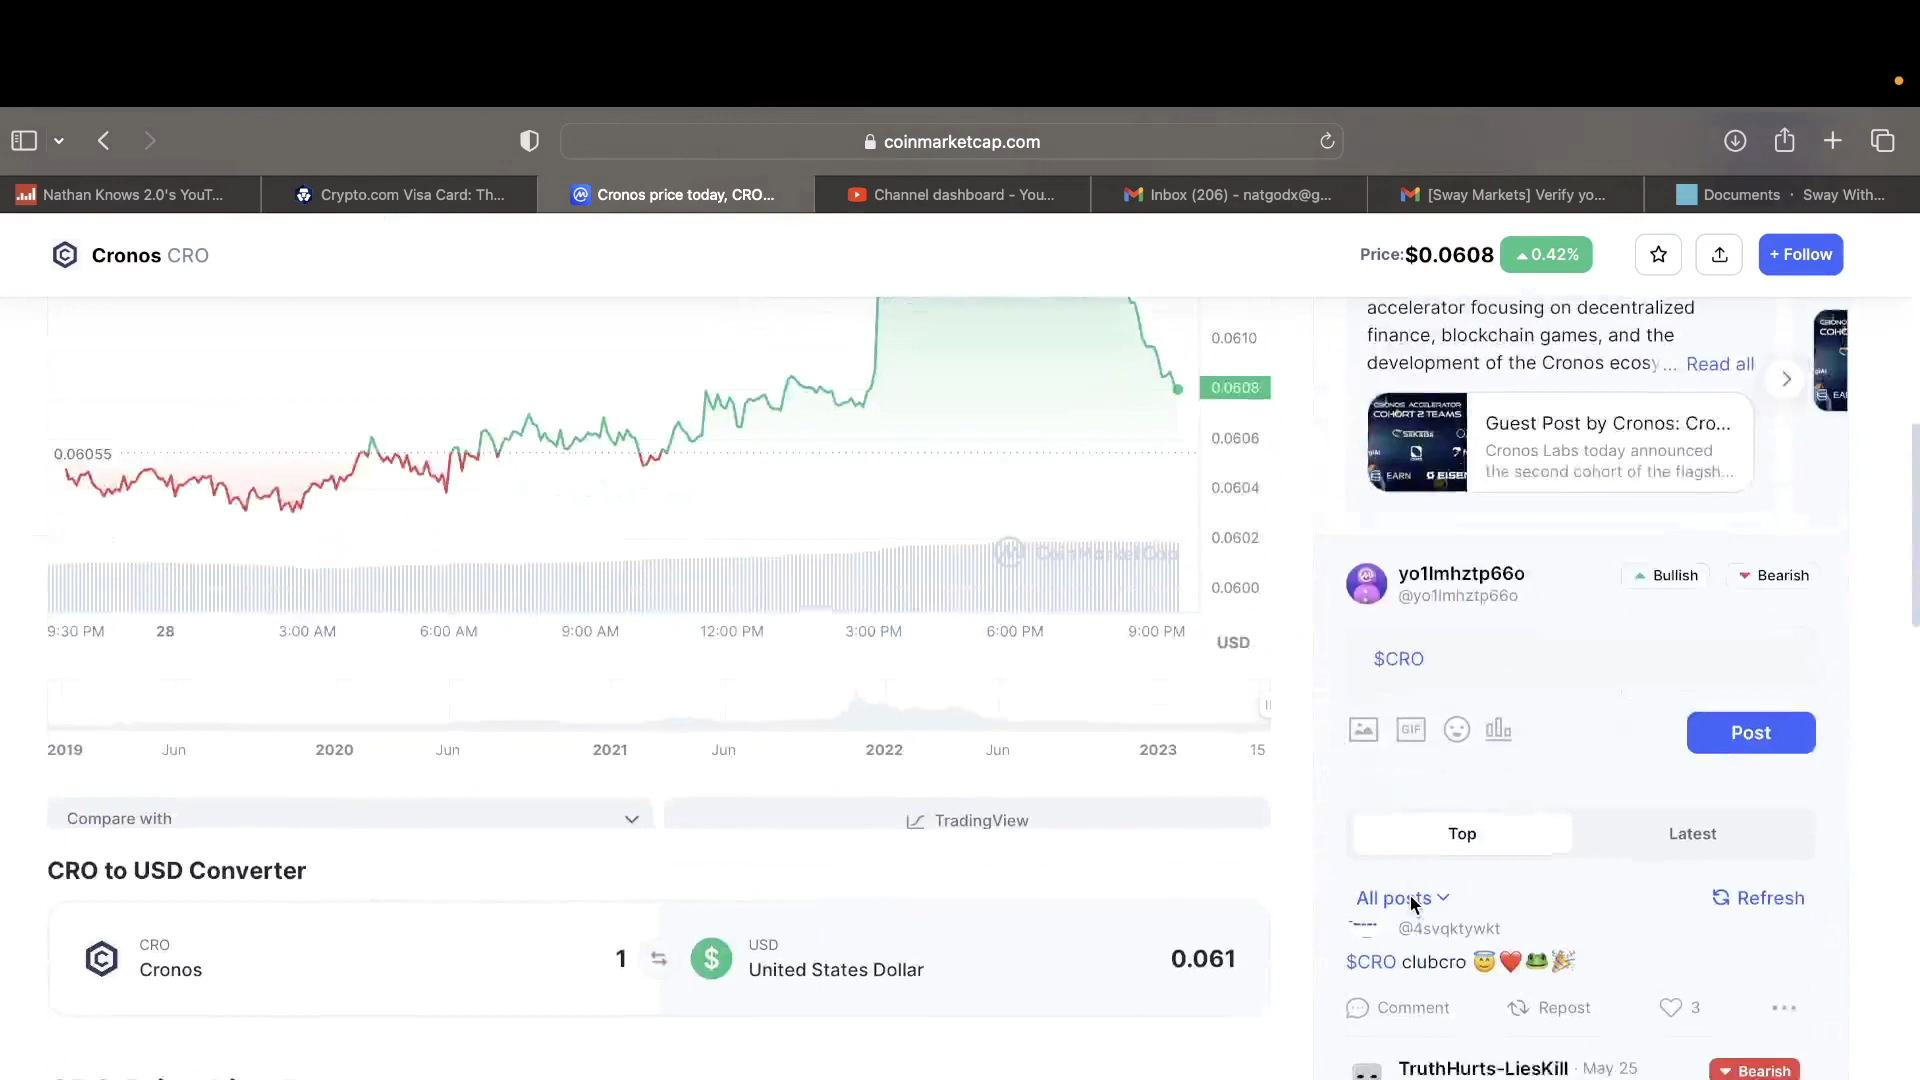 coinmarketcap.com
Nathan Knows 2.0's YouT...
Crypto.com Visa Card: Th...
Cronos price today, CRO...
Channel dashboard - You...
Inbox (206) - natgodx@g...
[Sway Markets] Verify yo...
Documents · Sway With...
Cronos CRO
Price:$0.0608 0.42%
+ Follow
0.0610
0.0608
0.0606
0.0604
0.0602
0.0600
0.06055
CoinMarketCap
9:30 PM 28 3:00 AM 6:00 AM 9:00 AM 12:00 PM 3:00 PM 6:00 PM 9:00 PM
USD
2019 Jun 2020 Jun 2021 Jun 2022 Jun 2023 15
Compare with
TradingView
CRO to USD Converter
CRO
Cronos
1
USD
United States Dollar
0.061
accelerator focusing on decentralized
finance, blockchain games, and the
development of the Cronos ecosy... Read all
CRONOS ACCELERATOR
COHORT 2 TEAMS
EARN
Guest Post by Cronos: Cro...
Cronos Labs today announced
the second cohort of the flagsh...
yo1lmhztp66o
@yo1lmhztp66o
Bullish
Bearish
$CRO
GIF
Post
Top
Latest
All posts
Refresh
@4svqktywkt
$CRO clubcro 😇❤️🐸🎉
Comment
Repost
3
TruthHurts-LiesKill · May 25
Bearish